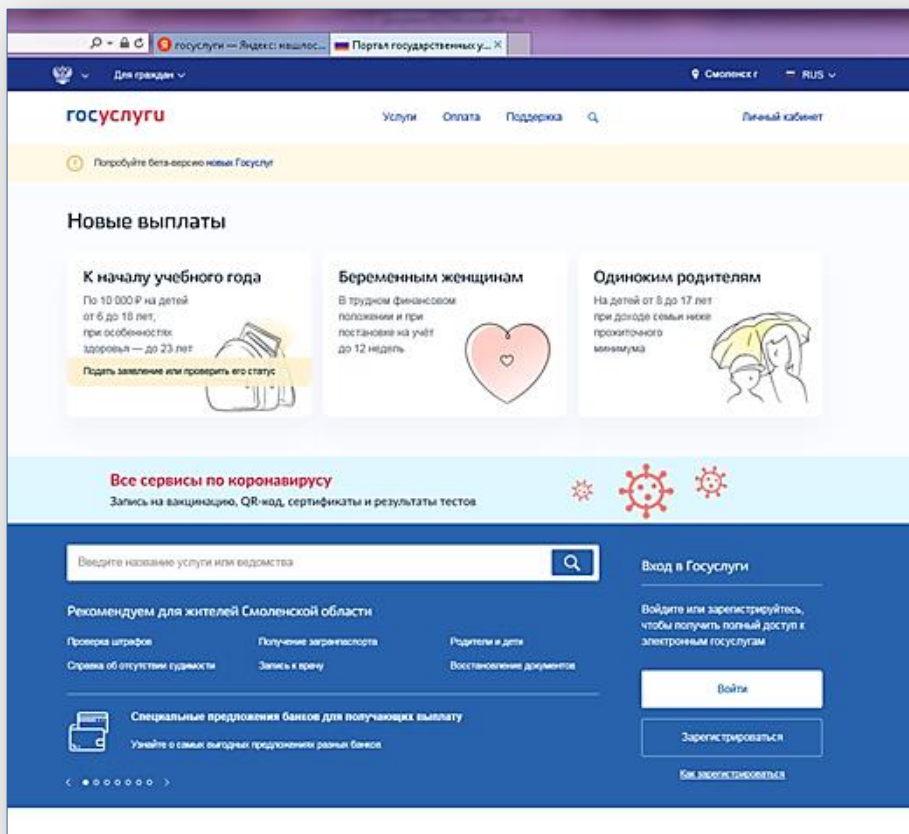 госуслуги — Яндекс: нашлос...
Портал государственных у...
Для граждан
Смоленск г
RUS
госуслуги
Услуги Оплата Поддержка
Личный кабинет
Попробуйте бета-версию новых Госуслуг
Новые выплаты
К началу учебного года
По 10 000 ₽ на детей
от 6 до 18 лет,
при особенностях
здоровья — до 23 лет
Подать заявление или проверить его статус
Беременным женщинам
В трудном финансовом
положении и при
постановке на учёт
до 12 недель
Одиноким родителям
На детей от 8 до 17 лет
при доходе семьи ниже
прожиточного
минимума
Все сервисы по коронавирусу
Запись на вакцинацию, QR-код, сертификаты и результаты тестов
Введите название услуги или ведомства
Рекомендуем для жителей Смоленской области
Проверка штрафов
Получение загранпаспорта
Родители и дети
Справка об отсутствии судимости
Запись к врачу
Восстановление документов
Специальные предложения банков для получающих выплату
Узнайте о самых выгодных предложениях разных банков
Вход в Госуслуги
Войдите или зарегистрируйтесь,
чтобы получить полный доступ к
электронным госуслугам
Войти
Зарегистрироваться
Как зарегистрироваться